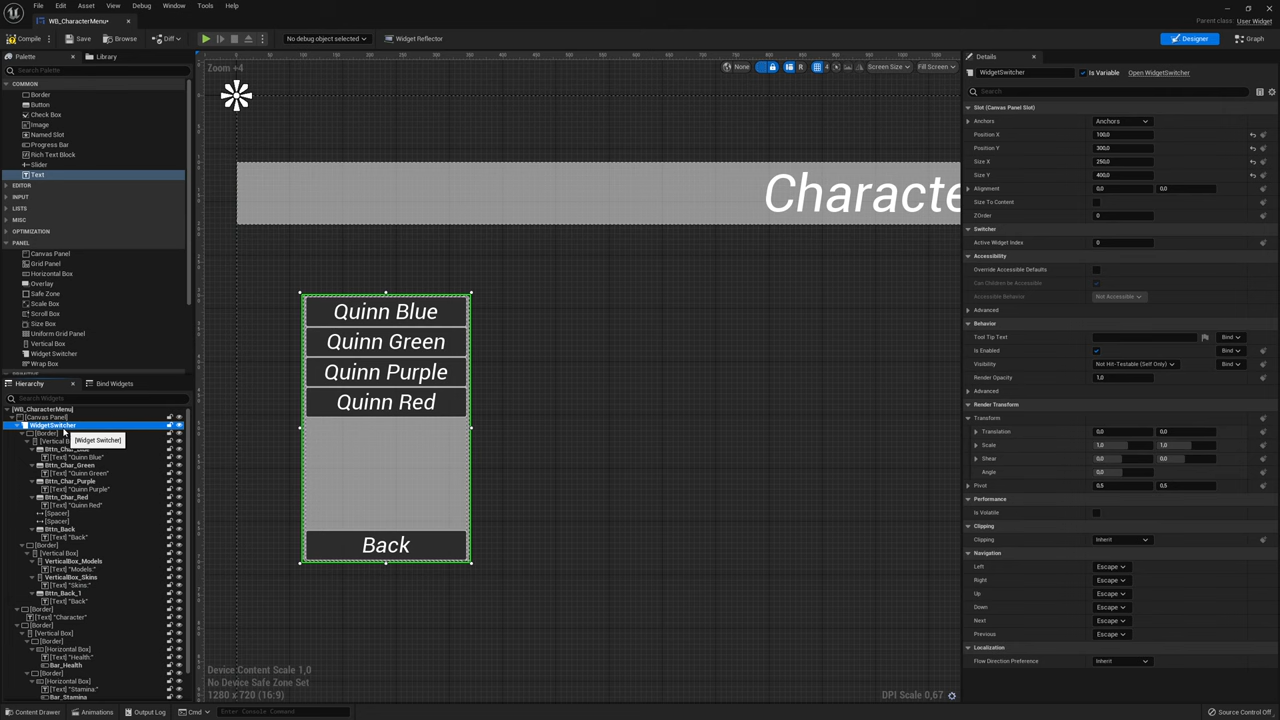 File Edit Asset View Debug Window Tools Help
WB_CharacterMenu•
Parent class: User Widget
Compile Save Browse Diff No debug object selected Widget Reflector Designer Graph
Palette Library
Search Palette
COMMON
Border
Button
Check Box
Image
Named Slot
Progress Bar
Rich Text Block
Slider
Text
EDITOR
INPUT
LISTS
MISC
OPTIMIZATION
PANEL
Canvas Panel
Grid Panel
Horizontal Box
Overlay
Safe Zone
Scale Box
Scroll Box
Size Box
Uniform Grid Panel
Vertical Box
Widget Switcher
Wrap Box
Hierarchy Bind Widgets
Search Widgets
[WB_CharacterMenu]
[Canvas Panel]
WidgetSwitcher
[Border]
[Widget Switcher]
[Vertical B
Bttn_Char_Blue
[Text] "Quinn Blue"
Bttn_Char_Green
[Text] "Quinn Green"
Bttn_Char_Purple
[Text] "Quinn Purple"
Bttn_Char_Red
[Text] "Quinn Red"
[Spacer]
[Spacer]
Bttn_Back
[Text] "Back"
[Border]
[Vertical Box]
VerticalBox_Models
[Text] "Models:"
VerticalBox_Skins
[Text] "Skins:"
Bttn_Back_1
[Text] "Back"
[Border]
[Text] "Character"
[Border]
[Vertical Box]
[Border]
[Horizontal Box]
[Text] "Health:"
Bar_Health
[Border]
[Horizontal Box]
[Text] "Stamina:"
Bar_Stamina
Zoom +4
None R 4 Screen Size Fill Screen
Characte
Quinn Blue
Quinn Green
Quinn Purple
Quinn Red
Back
Device Content Scale 1,0
No Device Safe Zone Set
1280 x 720 (16:9)
DPI Scale 0,67
Details
WidgetSwitcher Is Variable Open WidgetSwitcher
Search
Slot (Canvas Panel Slot)
Anchors Anchors
Position X 100,0
Position Y 300,0
Size X 250,0
Size Y 400,0
Alignment 0,0 0,0
Size To Content
ZOrder 0
Switcher
Active Widget Index 0
Accessibility
Override Accessible Defaults
Can Children be Accessible
Accessible Behavior Not Accessible
Advanced
Behavior
Tool Tip Text Bind
Is Enabled Bind
Visibility Not Hit-Testable (Self Only) Bind
Render Opacity 1,0
Advanced
Render Transform
Transform
Translation 0,0 0,0
Scale 1,0 1,0
Shear 0,0 0,0
Angle 0,0
Pivot 0,5 0,5
Performance
Is Volatile
Clipping
Clipping Inherit
Navigation
Left Escape
Right Escape
Up Escape
Down Escape
Next Escape
Previous Escape
Localization
Flow Direction Preference Inherit
Content Drawer Animations Output Log Cmd Enter Console Command Source Control Off